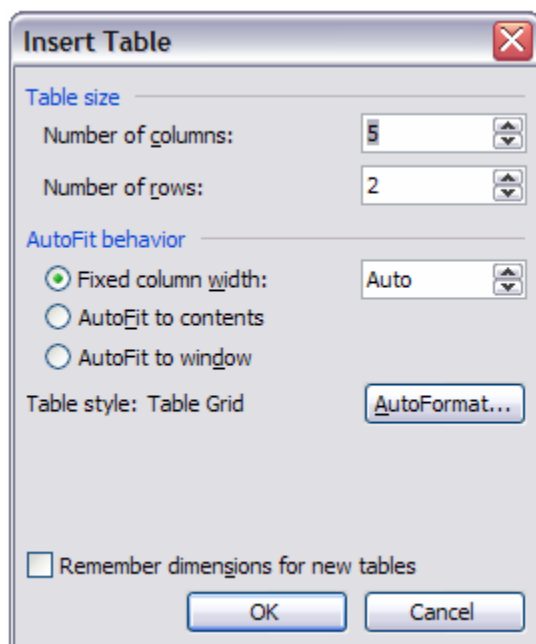 Insert Table
Table size
Number of columns: 5
Number of rows: 2
AutoFit behavior
Fixed column width: Auto
AutoFit to contents
AutoFit to window
Table style: Table Grid AutoFormat...
Remember dimensions for new tables
OK Cancel